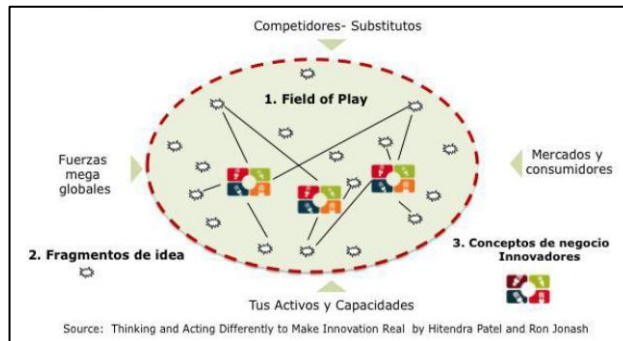 Competidores- Substitutos
1. Field of Play
Fuerzas
mega
globales
Mercados y
consumidores
2. Fragmentos de idea
3. Conceptos de negocio
Innovadores
Tus Activos y Capacidades
Source: Thinking and Acting Differently to Make Innovation Real by Hitendra Patel and Ron Jonash